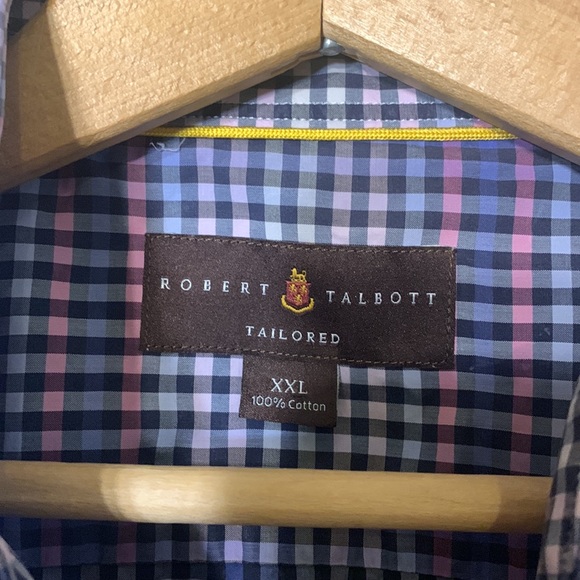 ROBERT TALBOTT
TAILORED
XXL
100% Cotton